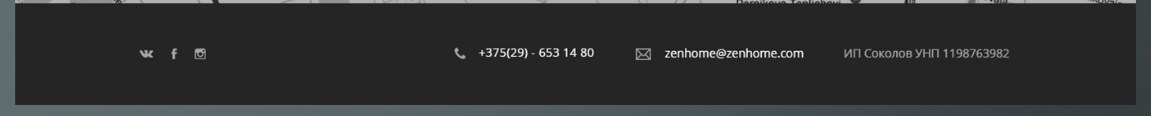 +375(29) - 653 14 80 zenhome@zenhome.com ИП Соколов УНП 1198763982